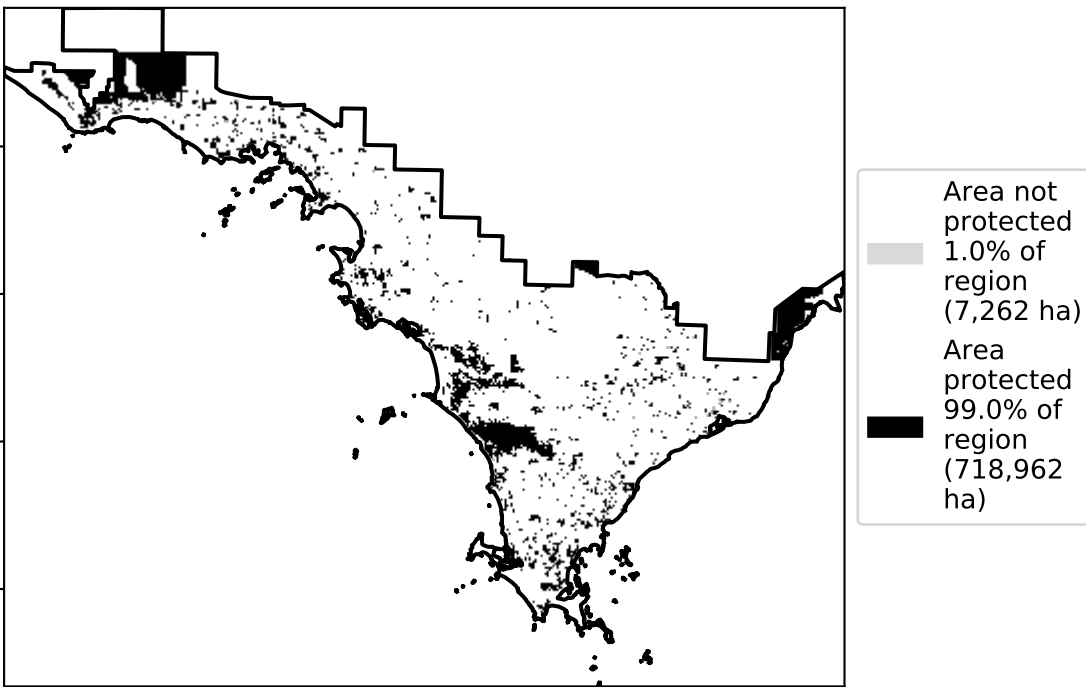 Area not
protected
1.0% of
region
(7,262 ha)
Area
protected
99.0% of
region
(718,962
ha)